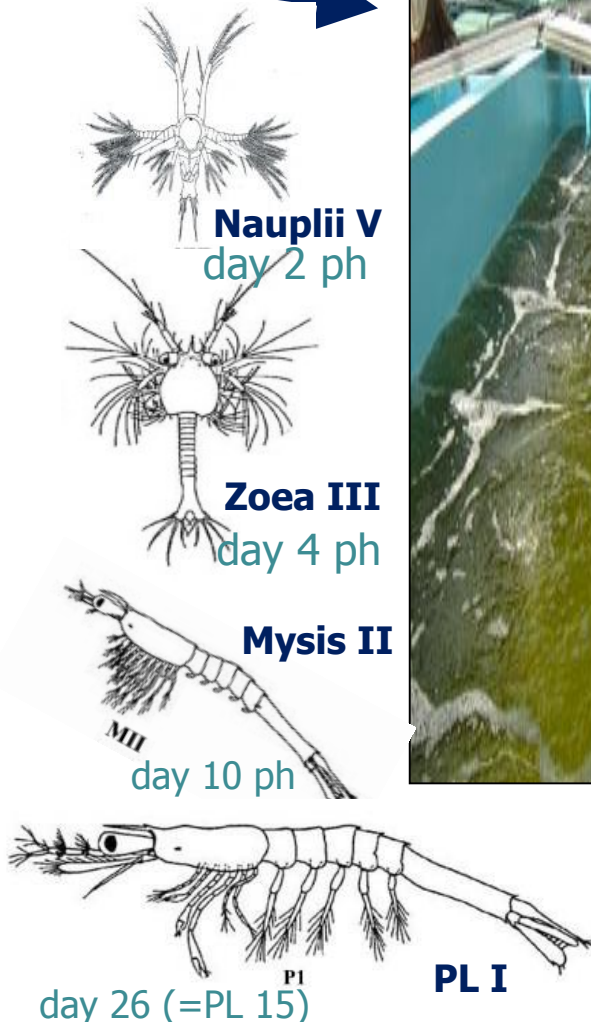 Nauplii V
day 2 ph
Zoea III
day 4 ph
Mysis II
MII
day 10 ph
P1
PL I
day 26 (=PL 15)